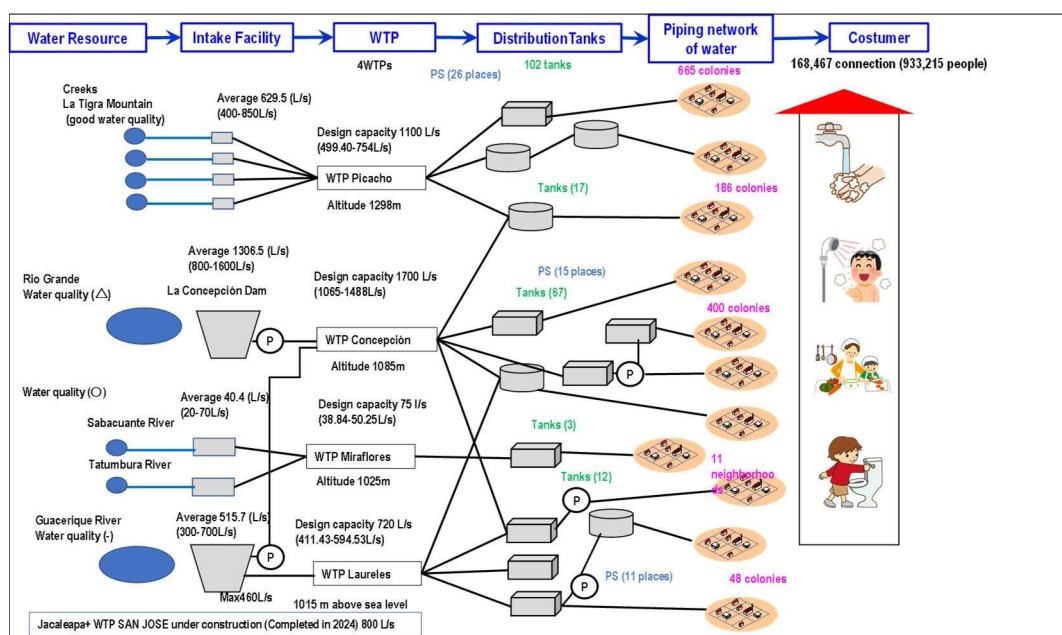 Water Resource
Intake Facility
WTP
Distribution Tanks
Piping network
of water
Costumer
4WTPs
PS (26 places)
102 tanks
665 colonies
168,467 connection (933,215 people)
Creeks
La Tigra Mountain
(good water quality)
Average 629.5 (L/s)
(400-850L/s)
Design capacity 1100 L/s
(499.40-754L/s)
WTP Picacho
Altitude 1298m
Tanks (17)
186 colonies
Average 1306.5 (L/s)
(800-1600L/s)
Rio Grande
Water quality (△)
La Concepciòn Dam
P
Design capacity 1700 L/s
(1065-1488L/s)
WTP Concepciòn
Altitude 1085m
PS (15 places)
Tanks (67)
400 colonies
P
Water quality (○)
Sabacuante River
Tatumbura River
Average 40.4 (L/s)
(20-70L/s)
Design capacity 75 l/s
(38.84-50.25L/s)
WTP Miraflores
Altitude 1025m
Tanks (3)
11
neighborhoo
ds
Tanks (12)
P
Guacerique River
Water quality (-)
Average 515.7 (L/s)
(300-700L/s)
P
Max460L/s
Design capacity 720 L/s
(411.43-594.53L/s)
WTP Laureles
1015 m above sea level
P
PS (11 places)
48 colonies
Jacaleapa+ WTP SAN JOSE under construction (Completed in 2024) 800 L/s